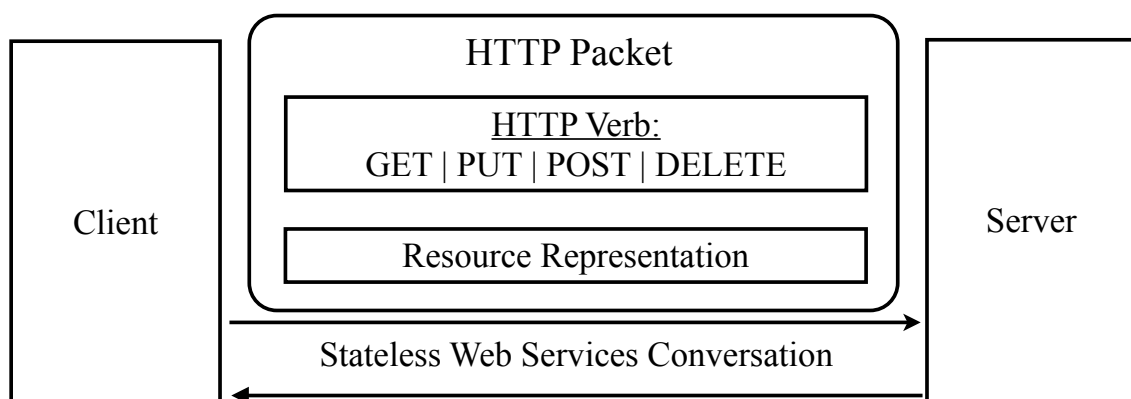 HTTP Packet
HTTP Verb:
GET | PUT | POST | DELETE
Client
Server
Resource Representation
Stateless Web Services Conversation